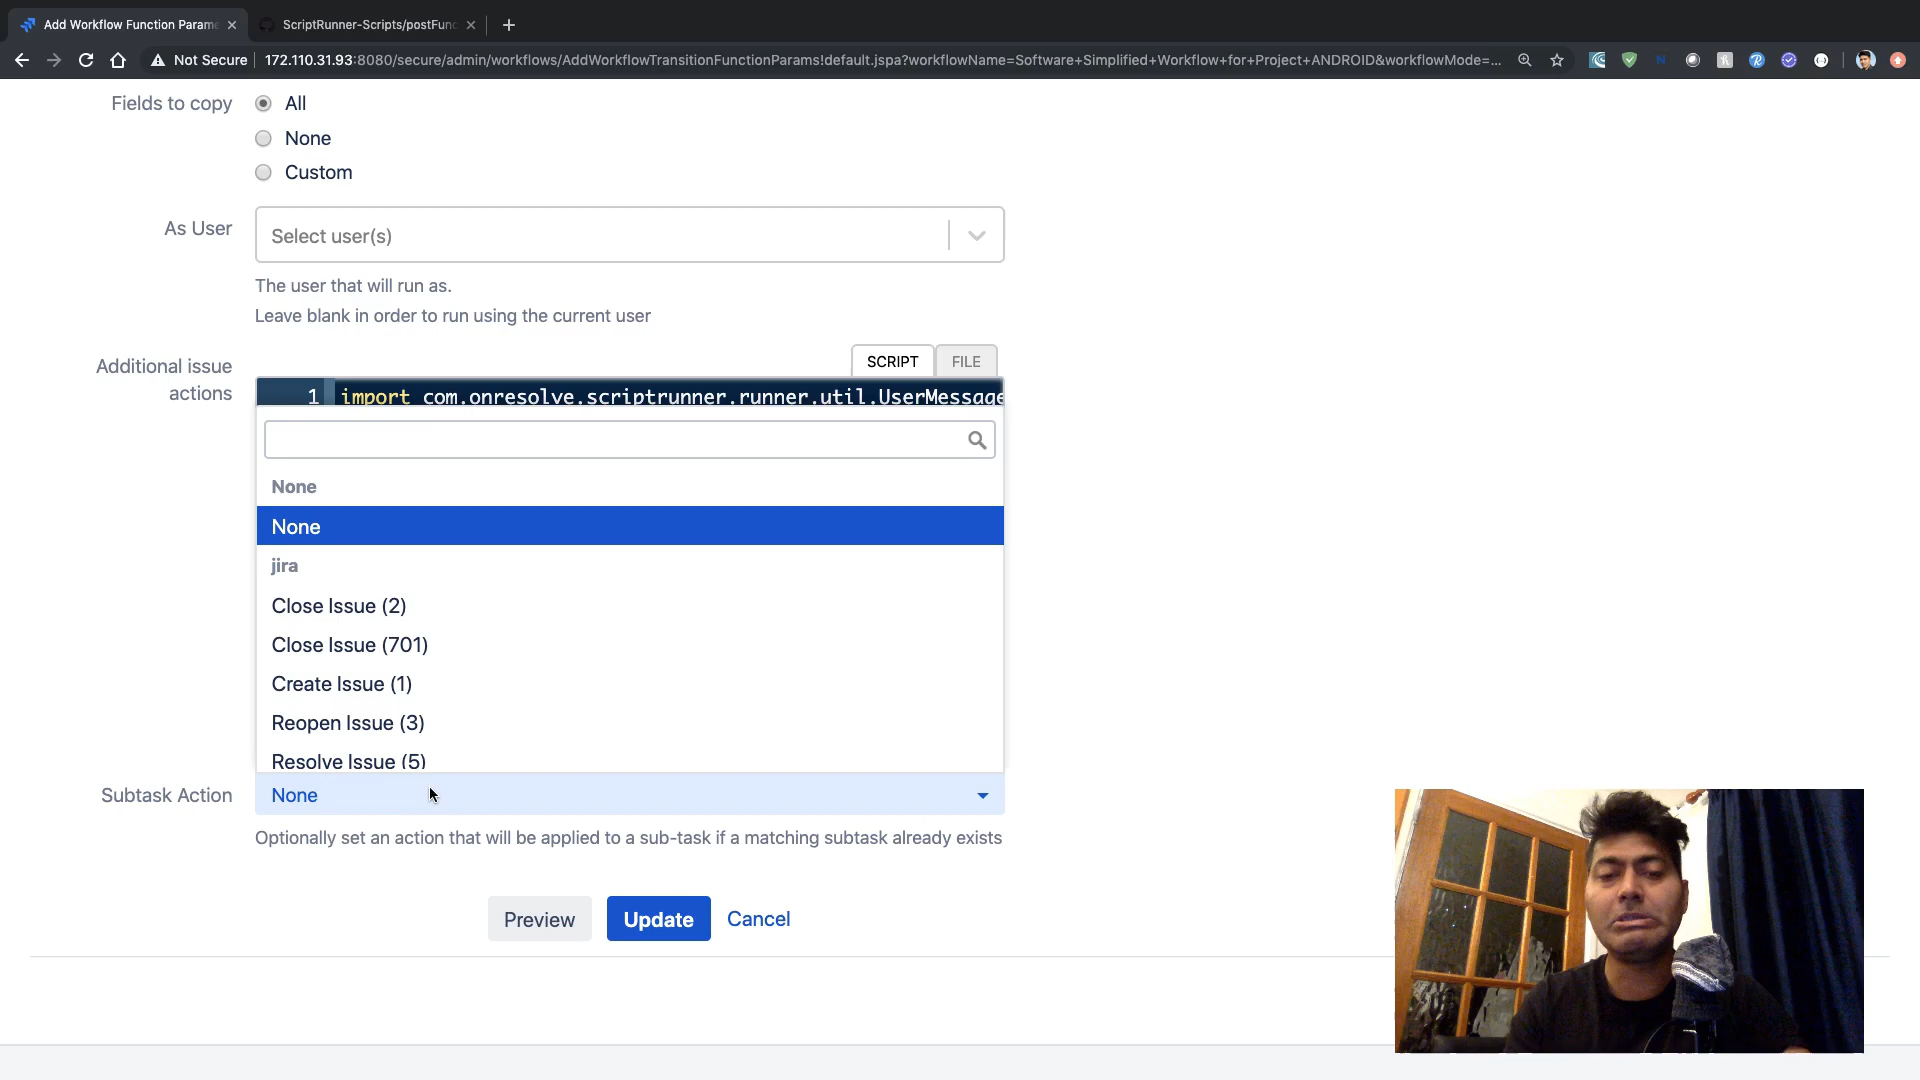 Add Workflow Function Parame
ScriptRunner-Scripts/postFunc
Not Secure
172.110.31.93:8080/secure/admin/workflows/AddWorkflowTransitionFunctionParams!default.jspa?workflowName=Software+Simplified+Workflow+for+Project+ANDROID&workflowMode=...
Fields to copy
All
None
Custom
As User
Select user(s)
The user that will run as.
Leave blank in order to run using the current user
Additional issue
actions
SCRIPT
FILE
1 import com.onresolve.scriptrunner.runner.util.UserMessage
None
None
jira
Close Issue (2)
Close Issue (701)
Create Issue (1)
Reopen Issue (3)
Resolve Issue (5)
Subtask Action
None
Optionally set an action that will be applied to a sub-task if a matching subtask already exists
Preview
Update
Cancel